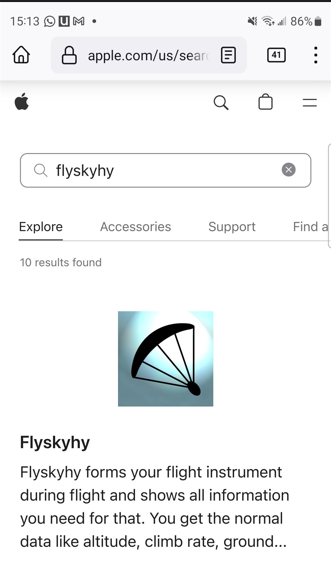 15:13 86%
apple.com/us/sear 41
flyskyhy
Explore Accessories Support Find a
10 results found
Flyskyhy
Flyskyhy forms your flight instrument
during flight and shows all information
you need for that. You get the normal
data like altitude, climb rate, ground...